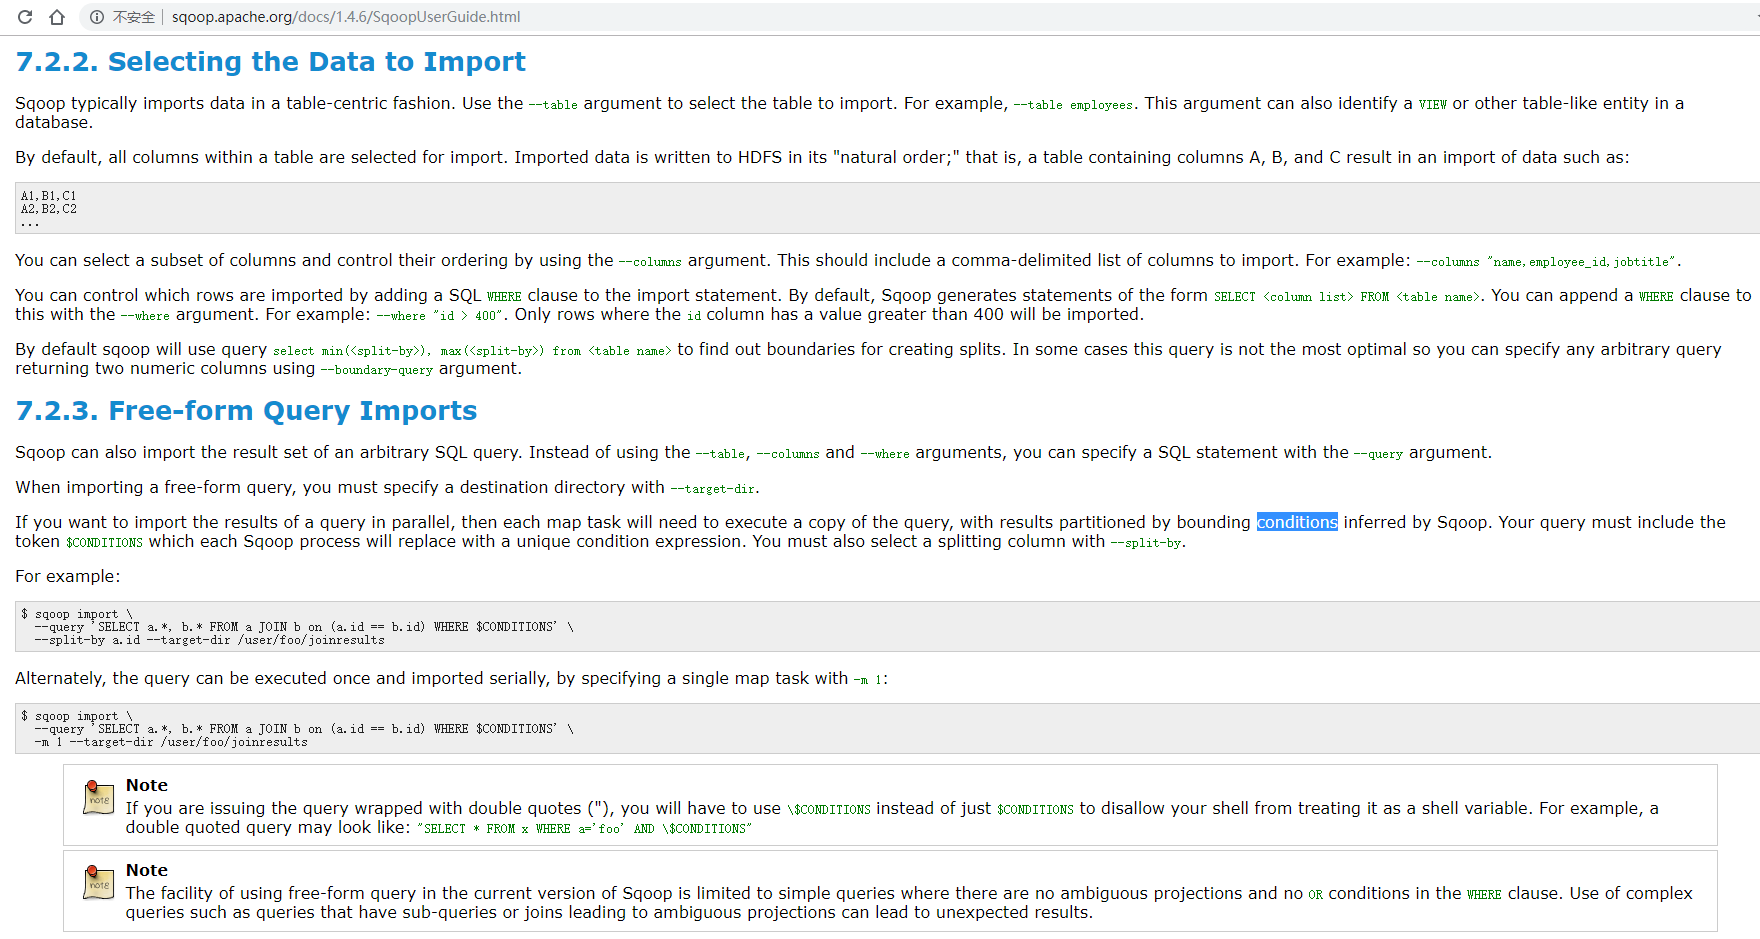 不安全 | sqoop.apache.org/docs/1.4.6/SqoopUserGuide.html
7.2.2. Selecting the Data to Import
Sqoop typically imports data in a table-centric fashion. Use the --table argument to select the table to import. For example, --table employees. This argument can also identify a VIEW or other table-like entity in a
database.
By default, all columns within a table are selected for import. Imported data is written to HDFS in its "natural order;" that is, a table containing columns A, B, and C result in an import of data such as:
A1,B1,C1
A2,B2,C2
...
You can select a subset of columns and control their ordering by using the --columns argument. This should include a comma-delimited list of columns to import. For example: --columns "name,employee_id,jobtitle".
You can control which rows are imported by adding a SQL WHERE clause to the import statement. By default, Sqoop generates statements of the form SELECT <column list> FROM <table name>. You can append a WHERE clause to
this with the --where argument. For example: --where "id > 400". Only rows where the id column has a value greater than 400 will be imported.
By default sqoop will use query select min(<split-by>), max(<split-by>) from <table name> to find out boundaries for creating splits. In some cases this query is not the most optimal so you can specify any arbitrary query
returning two numeric columns using --boundary-query argument.
7.2.3. Free-form Query Imports
Sqoop can also import the result set of an arbitrary SQL query. Instead of using the --table, --columns and --where arguments, you can specify a SQL statement with the --query argument.
When importing a free-form query, you must specify a destination directory with --target-dir.
If you want to import the results of a query in parallel, then each map task will need to execute a copy of the query, with results partitioned by bounding conditions inferred by Sqoop. Your query must include the
token $CONDITIONS which each Sqoop process will replace with a unique condition expression. You must also select a splitting column with --split-by.
For example:
$ sqoop import \
--query 'SELECT a.*, b.* FROM a JOIN b on (a.id == b.id) WHERE $CONDITIONS' \
--split-by a.id --target-dir /user/foo/joinresults
Alternately, the query can be executed once and imported serially, by specifying a single map task with -m 1:
$ sqoop import \
--query 'SELECT a.*, b.* FROM a JOIN b on (a.id == b.id) WHERE $CONDITIONS' \
-m 1 --target-dir /user/foo/joinresults
note
Note
If you are issuing the query wrapped with double quotes ("), you will have to use \$CONDITIONS instead of just $CONDITIONS to disallow your shell from treating it as a shell variable. For example, a
double quoted query may look like: "SELECT * FROM x WHERE a='foo' AND \$CONDITIONS"
note
Note
The facility of using free-form query in the current version of Sqoop is limited to simple queries where there are no ambiguous projections and no OR conditions in the WHERE clause. Use of complex
queries such as queries that have sub-queries or joins leading to ambiguous projections can lead to unexpected results.